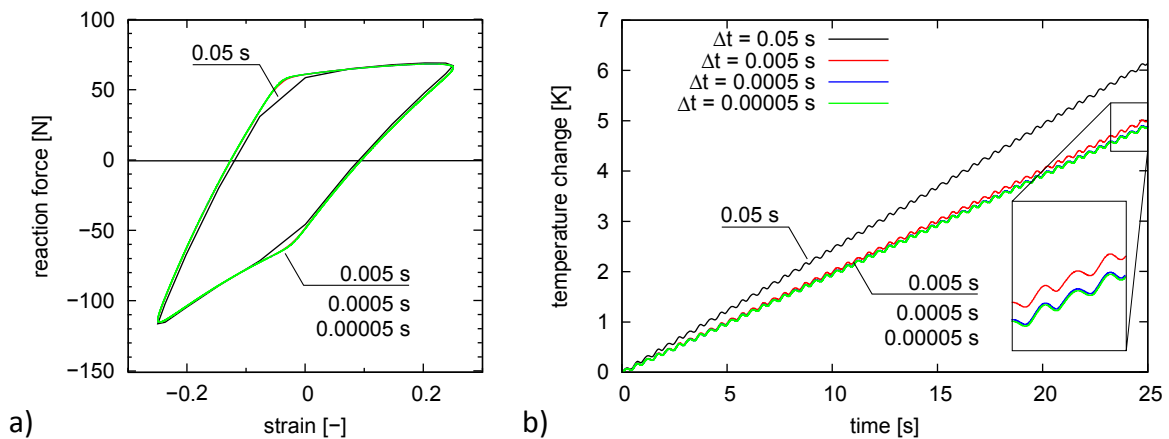 100
50
0
−50
−100
−150
−0.2
0
0.2
reaction force [N]
strain [−]
0.05 s
0.005 s
0.0005 s
0.00005 s
a)
7
6
5
4
3
2
1
0
0
5
10
15
20
25
temperature change [K]
time [s]
Δt = 0.05 s
Δt = 0.005 s
Δt = 0.0005 s
Δt = 0.00005 s
0.05 s
0.005 s
0.0005 s
0.00005 s
b)